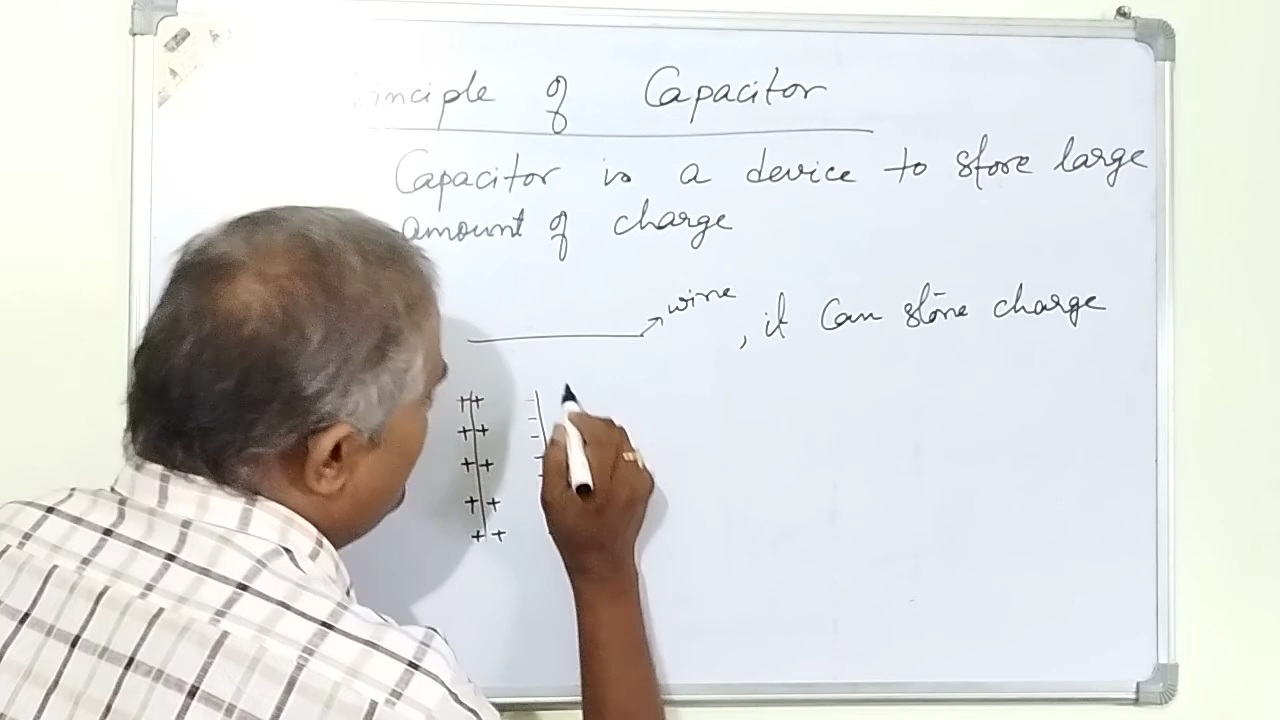 inciple of Capacitor
Capacitor is a device to store large
amount of charge
wire, it can store charge
++ -
++ -
++ -
++
++